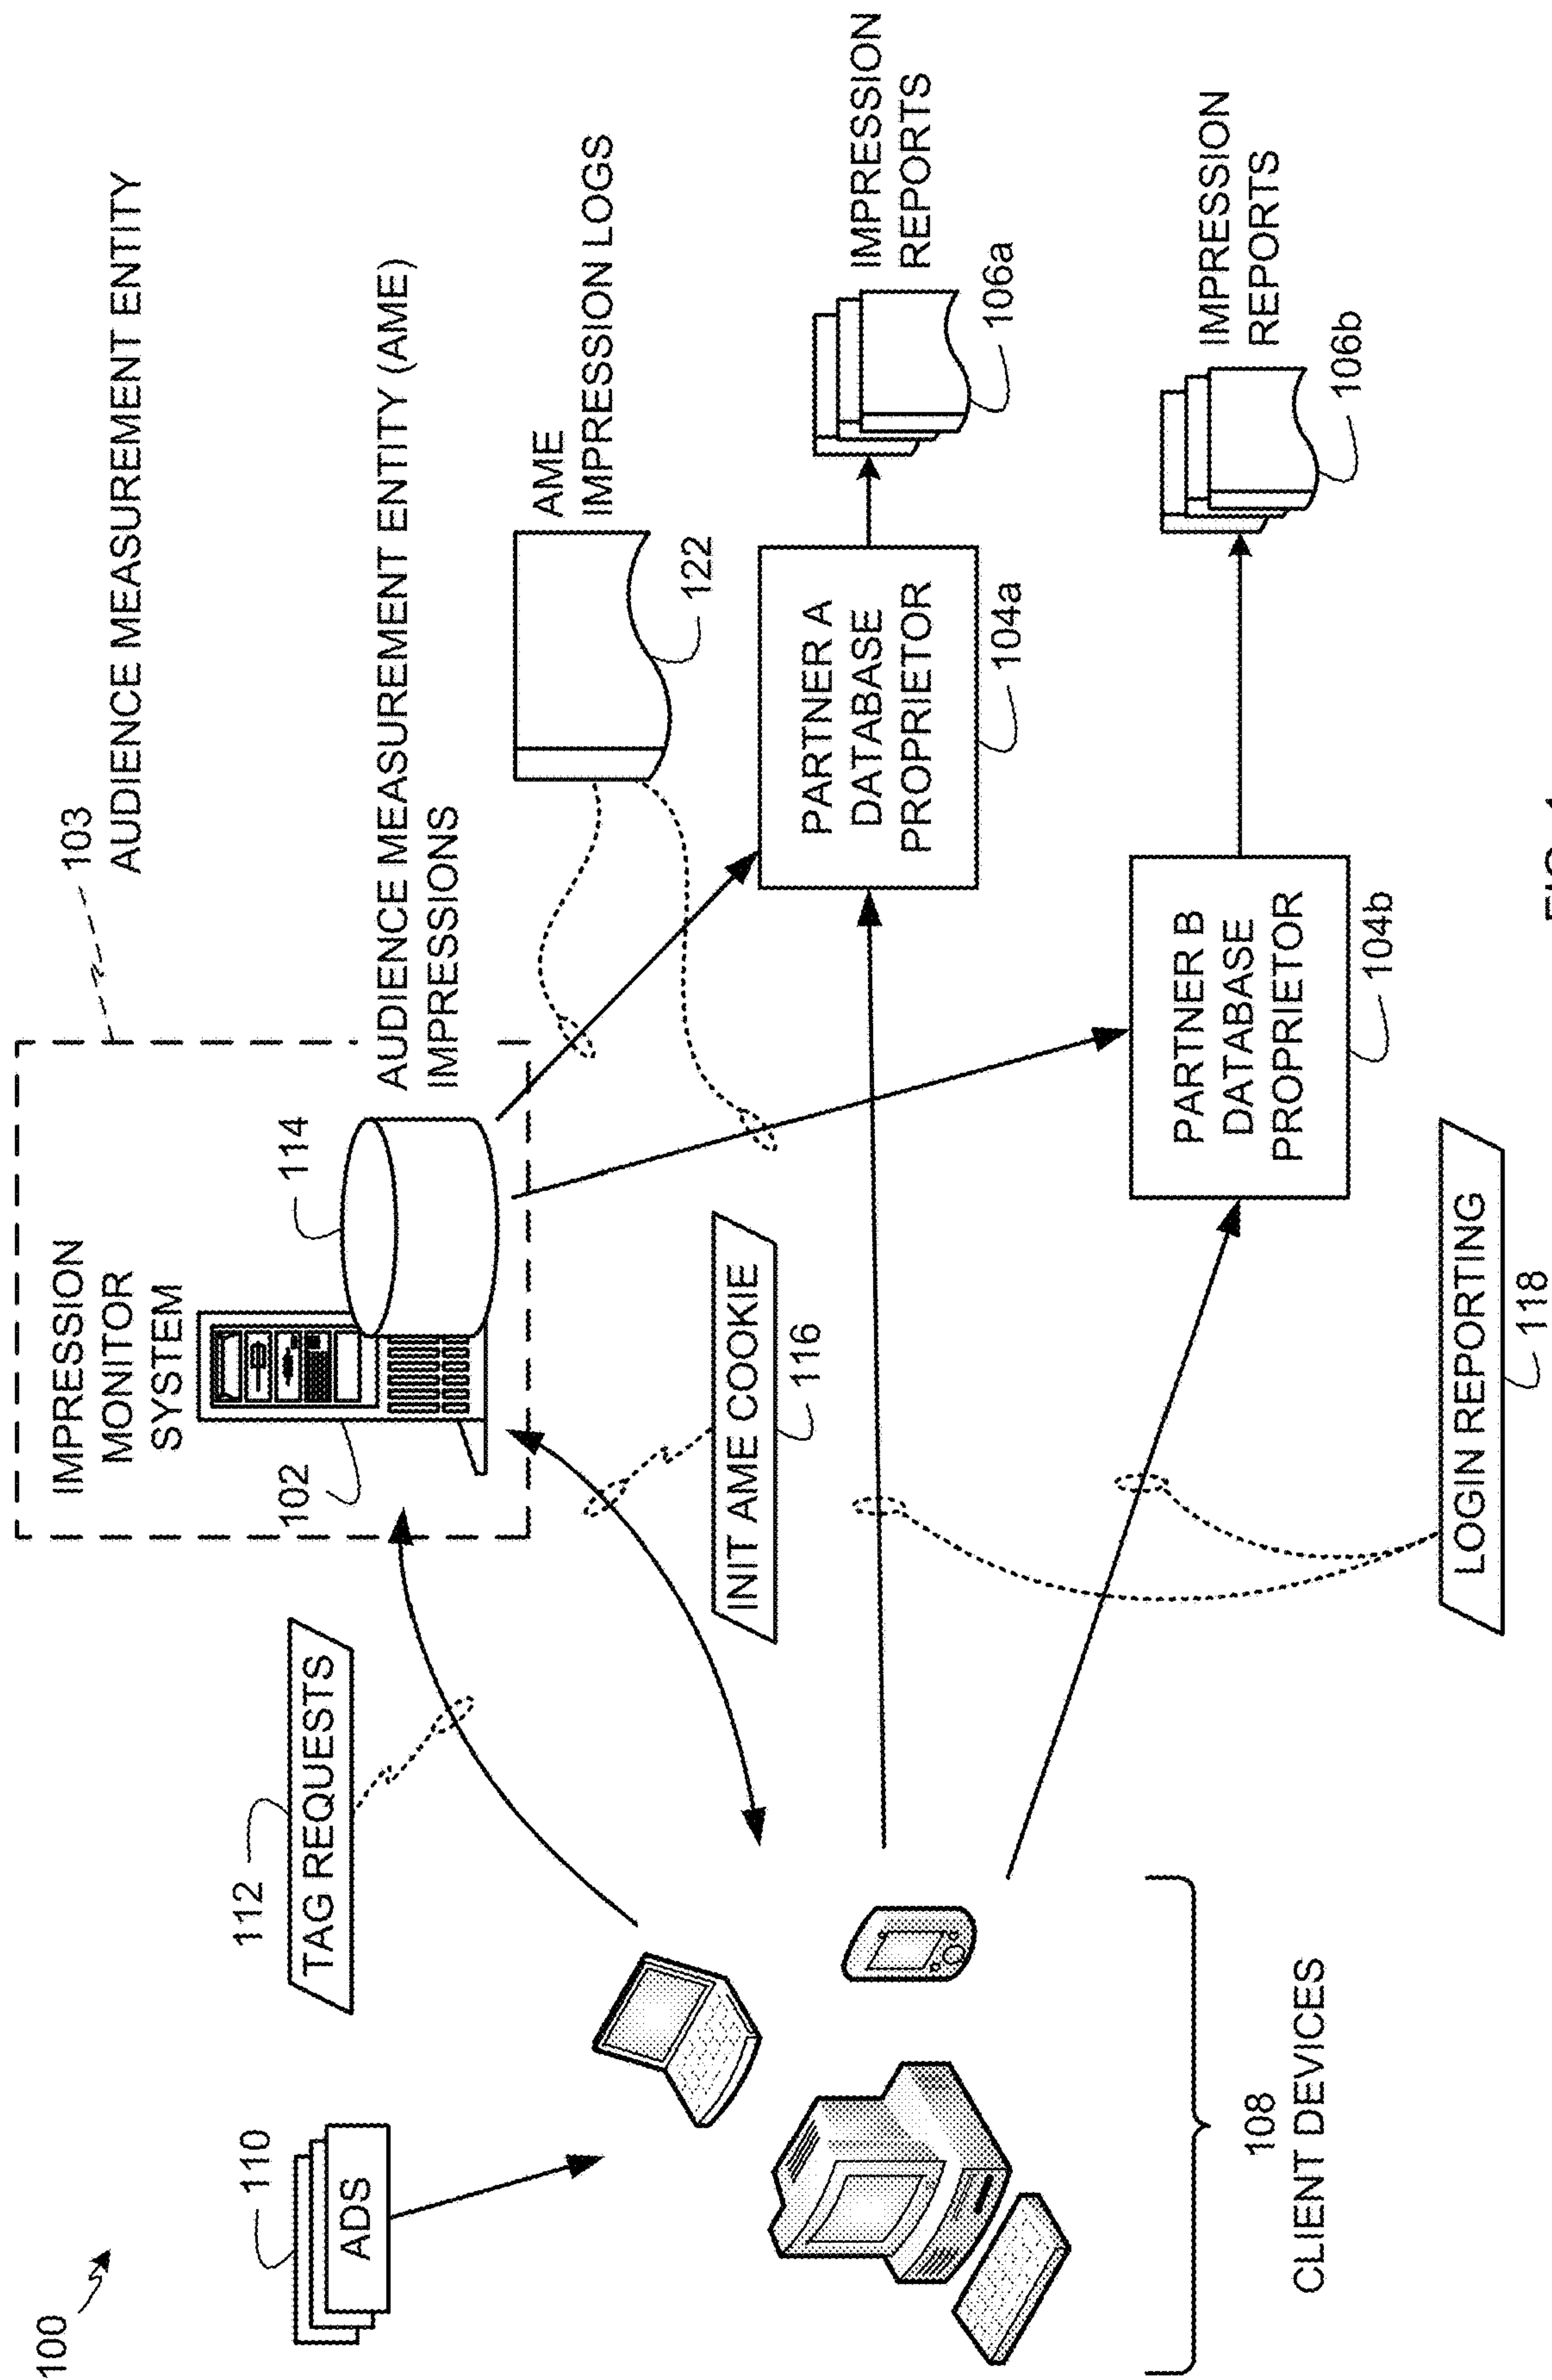 100
110
ADS
112
TAG REQUESTS
IMPRESSION
MONITOR
SYSTEM
102
114
103
AUDIENCE MEASUREMENT ENTITY
AUDIENCE MEASUREMENT ENTITY (AME)
IMPRESSIONS
AME
IMPRESSION LOGS
122
INIT AME COOKIE
116
PARTNER A
DATABASE
PROPRIETOR
104a
IMPRESSION
REPORTS
106a
PARTNER B
DATABASE
PROPRIETOR
104b
IMPRESSION
REPORTS
106b
108
CLIENT DEVICES
LOGIN REPORTING
118